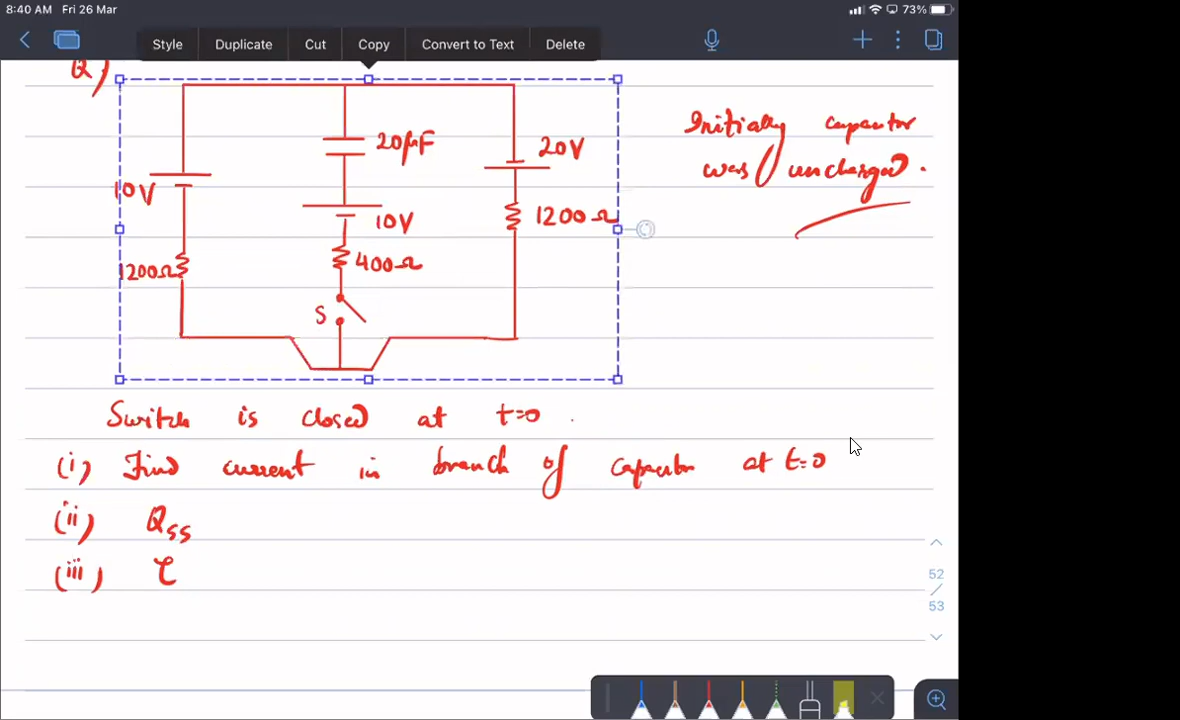 8:40 AM Fri 26 Mar
73%
Style Duplicate Cut Copy Convert to Text Delete
Q)
20μF
20V
10V
1200Ω
10V
1200Ω
400Ω
S
Initially capacitor
was uncharged.
Switch is closed at t=0.
(i) Find current in branch of capacitor at t=0
(ii) Qss
(iii) τ
52
53